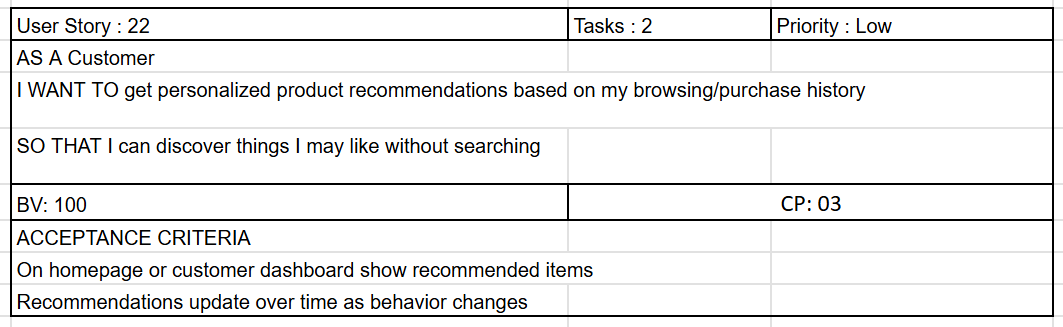 User Story : 22 Tasks : 2 Priority : Low
AS A Customer
I WANT TO get personalized product recommendations based on my browsing/purchase history
SO THAT I can discover things I may like without searching
BV: 100 CP: 03
ACCEPTANCE CRITERIA
On homepage or customer dashboard show recommended items
Recommendations update over time as behavior changes